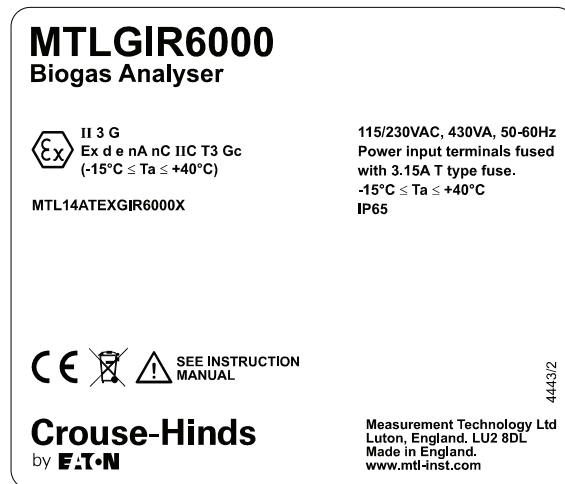 MTLGIR6000
Biogas Analyser
Ex
II 3 G
Ex d e nA nC IIC T3 Gc
(-15°C ≤ Ta ≤ +40°C)
MTL14ATEXGIR6000X
115/230VAC, 430VA, 50-60Hz
Power input terminals fused
with 3.15A T type fuse.
-15°C ≤ Ta ≤ +40°C
IP65
CE
SEE INSTRUCTION
MANUAL
4443/2
Crouse-Hinds
by EATON
Measurement Technology Ltd
Luton, England. LU2 8DL
Made in England.
www.mtl-inst.com